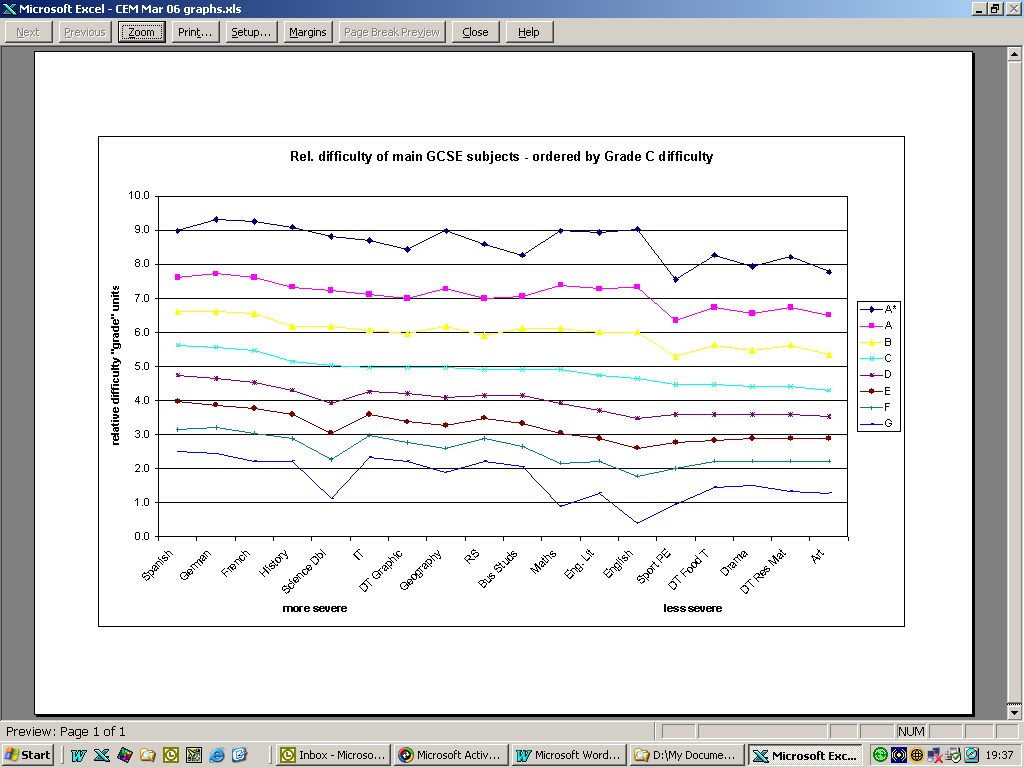 Microsoft Excel - CEM Mar 06 graphs.xls
Next Previous Zoom Print... Setup... Margins Page Break Preview Close Help
Rel. difficulty of main GCSE subjects - ordered by Grade C difficulty
10.0
9.0
8.0
7.0
6.0
5.0
4.0
3.0
2.0
1.0
0.0
relative difficulty "grade" units
A*
A
B
C
D
E
F
G
Spanish
German
French
History
Science Dbl
IT
DT Graphic
Geography
RS
Bus Studs
Maths
Eng. Lit
English
Sport PE
DT Food T
Drama
DT Res Mat
Art
more severe less severe
Preview: Page 1 of 1 NUM
Start Inbox - Microso... Microsoft Activ... Microsoft Word... D:\My Docume... Microsoft Exc... 19:37